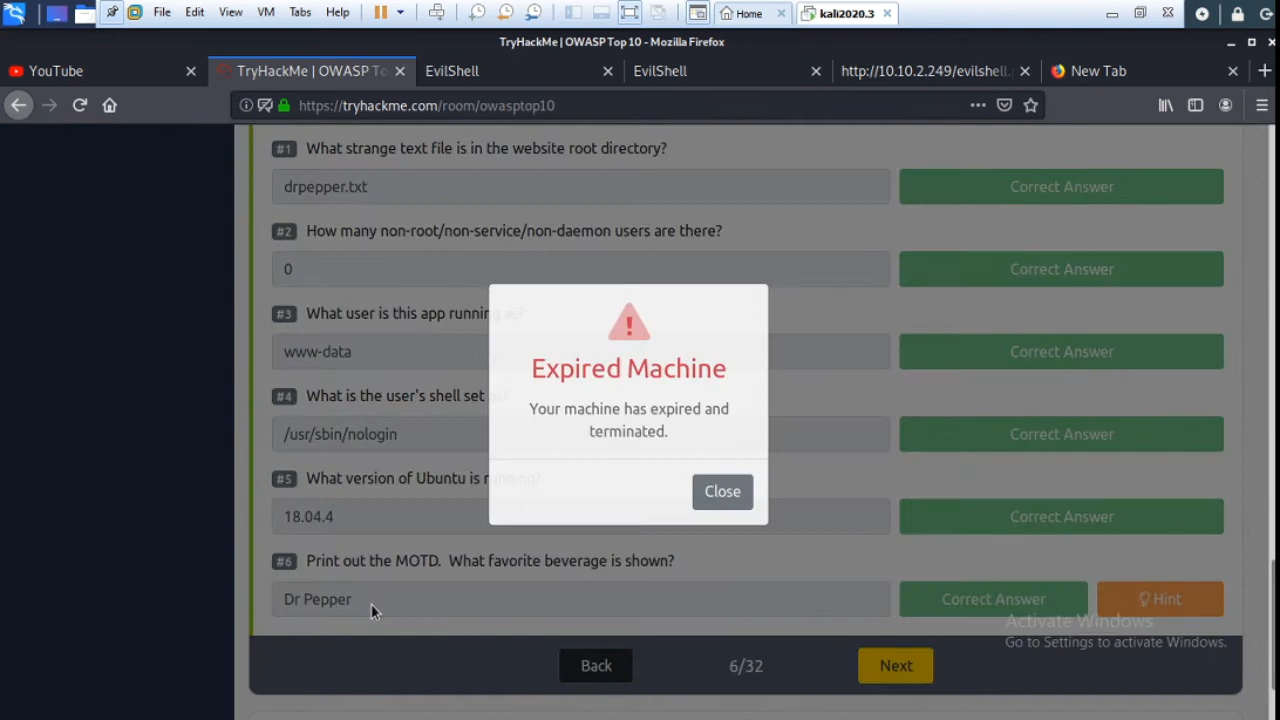 File Edit View VM Tabs Help Home kali2020.3
TryHackMe | OWASP Top 10 - Mozilla Firefox
YouTube TryHackMe | OWASP To EvilShell EvilShell http://10.10.2.249/evilshell. New Tab
https://tryhackme.com/room/owasptop10
#1 What strange text file is in the website root directory?
drpepper.txt Correct Answer
#2 How many non-root/non-service/non-daemon users are there?
0 Correct Answer
#3 What user is this app running as?
www-data Correct Answer
#4 What is the user's shell set as?
/usr/sbin/nologin Correct Answer
#5 What version of Ubuntu is running?
18.04.4 Correct Answer
#6 Print out the MOTD. What favorite beverage is shown?
Dr Pepper Correct Answer Hint
Expired Machine
Your machine has expired and
terminated.
Close
Activate Windows
Go to Settings to activate Windows.
Back 6/32 Next